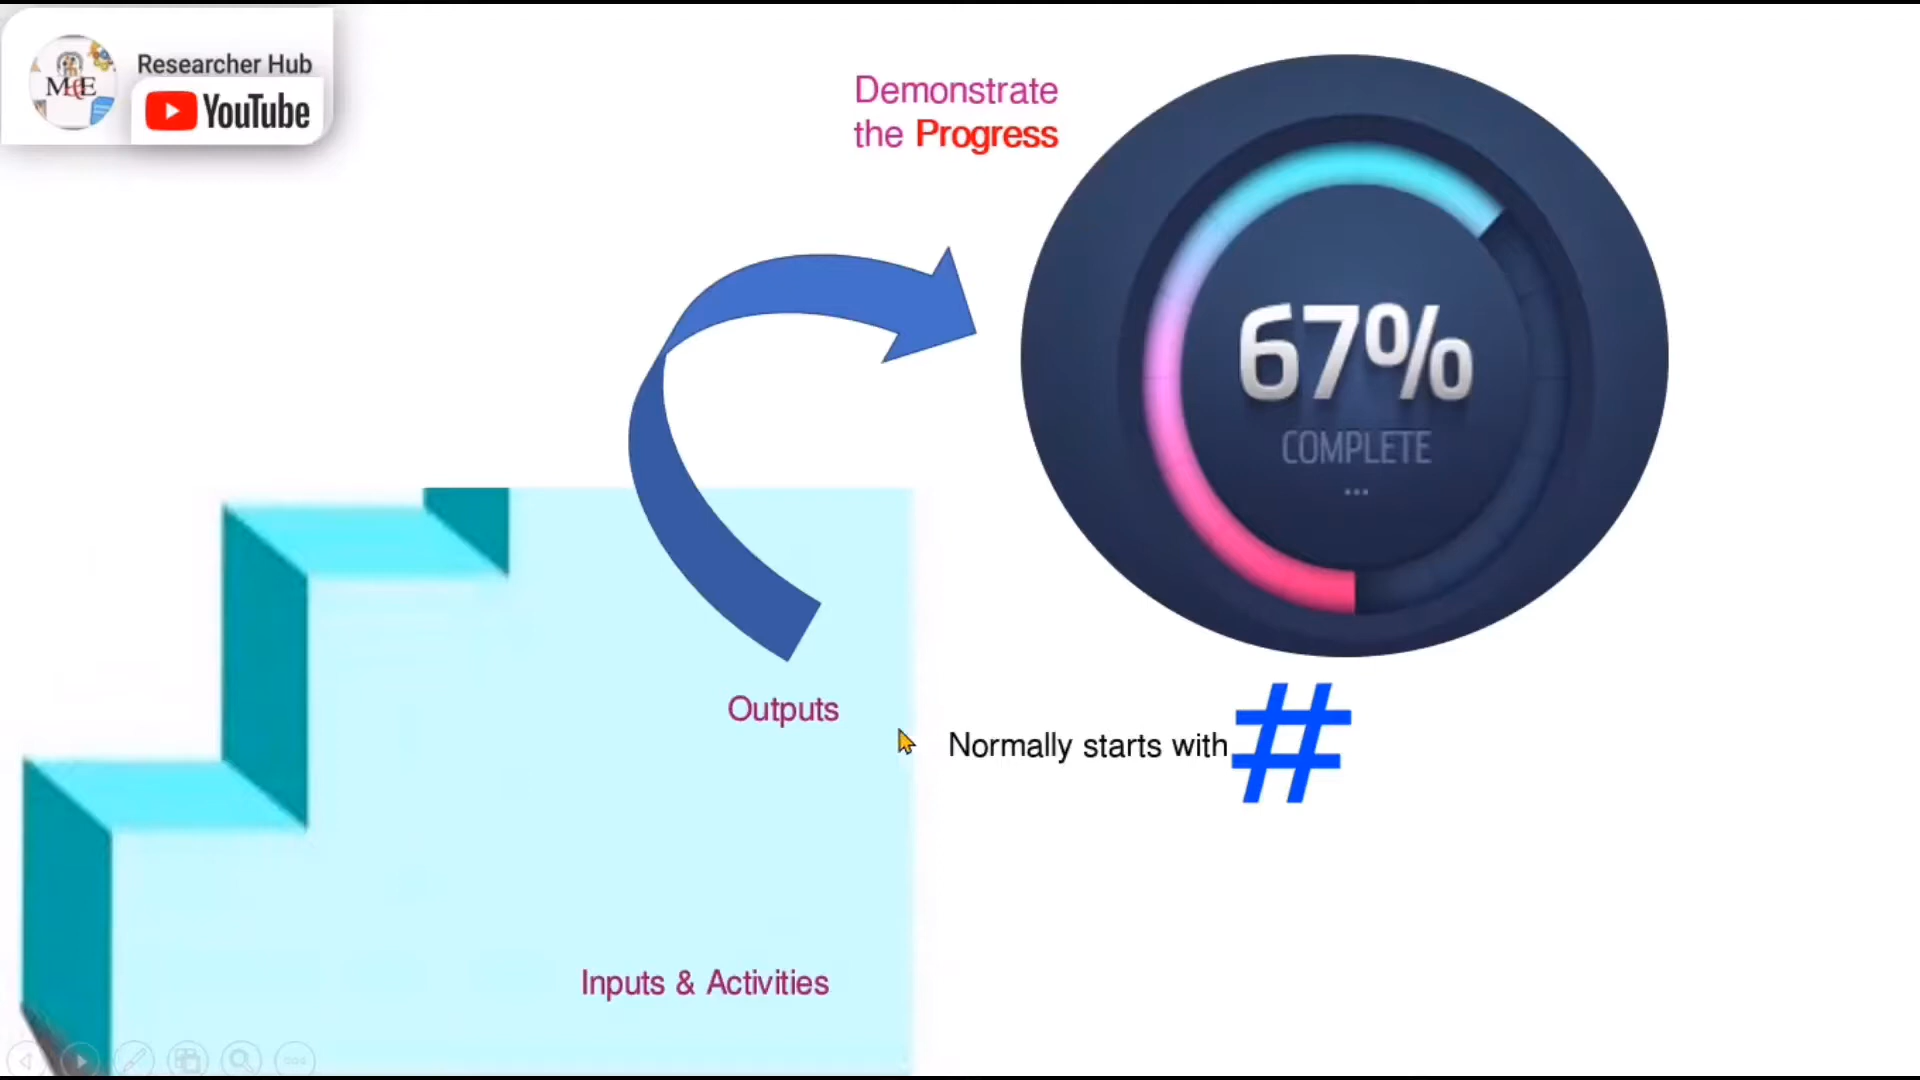 Researcher Hub
M&E
YouTube
Demonstrate
the Progress
67%
COMPLETE
...
Outputs
Normally starts with #
Inputs & Activities